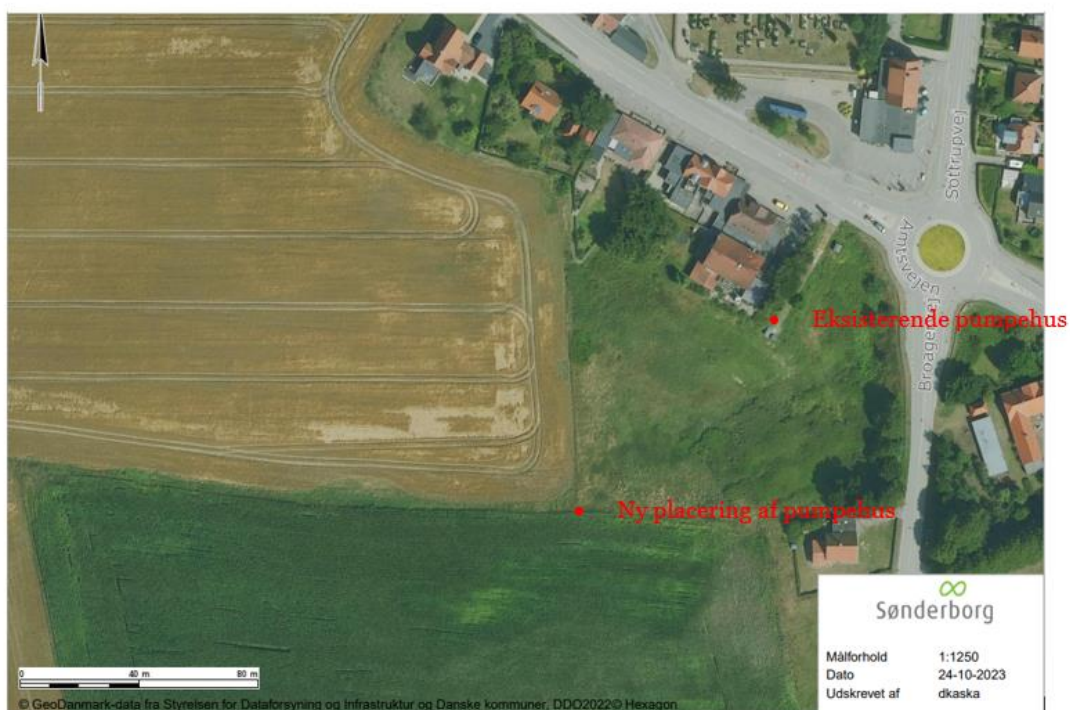 Sottrupvej
Amtsvejen
Broagervej
Eksisterende pumpehus
Ny placering af pumpehus
Sønderborg
Målforhold 1:1250
Dato 24-10-2023
Udskrevet af dkaska
0 40 m 80 m
© GeoDanmark-data fra Styrelsen for Dataforsyning og Infrastruktur og Danske kommuner, DDO2022© Hexagon